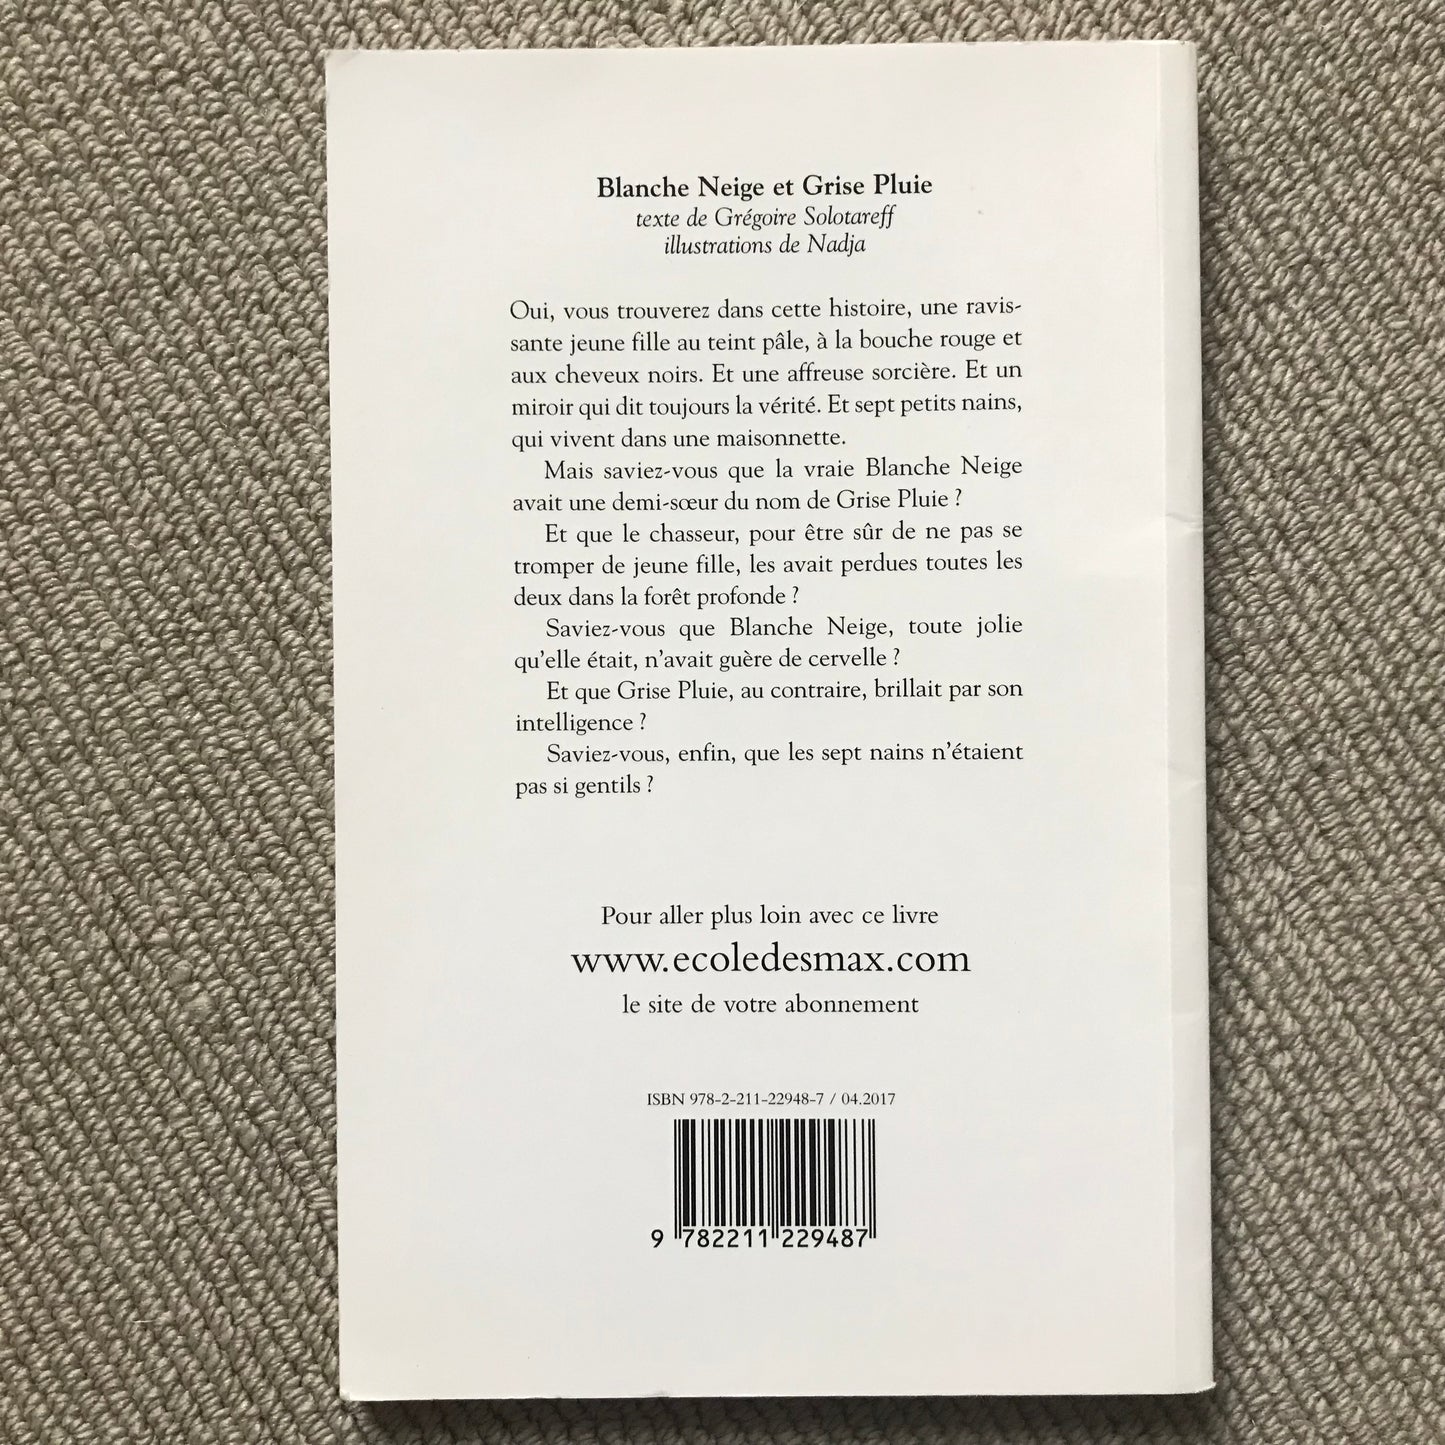 Blanche Neige et Grise Pluie
texte de Grégoire Solotareff
illustrations de Nadja
Oui, vous trouverez dans cette histoire, une ravis-
sante jeune fille au teint pâle, à la bouche rouge et
aux cheveux noirs. Et une affreuse sorcière. Et un
miroir qui dit toujours la vérité. Et sept petits nains,
qui vivent dans une maisonnette.
Mais saviez-vous que la vraie Blanche Neige
avait une demi-sœur du nom de Grise Pluie ?
Et que le chasseur, pour être sûr de ne pas se
tromper de jeune fille, les avait perdues toutes les
deux dans la forêt profonde ?
Saviez-vous que Blanche Neige, toute jolie
qu'elle était, n'avait guère de cervelle ?
Et que Grise Pluie, au contraire, brillait par son
intelligence ?
Saviez-vous, enfin, que les sept nains n'étaient
pas si gentils ?
Pour aller plus loin avec ce livre
www.ecoledesmax.com
le site de votre abonnement
ISBN 978-2-211-22948-7 / 04.2017
9 782211 229487